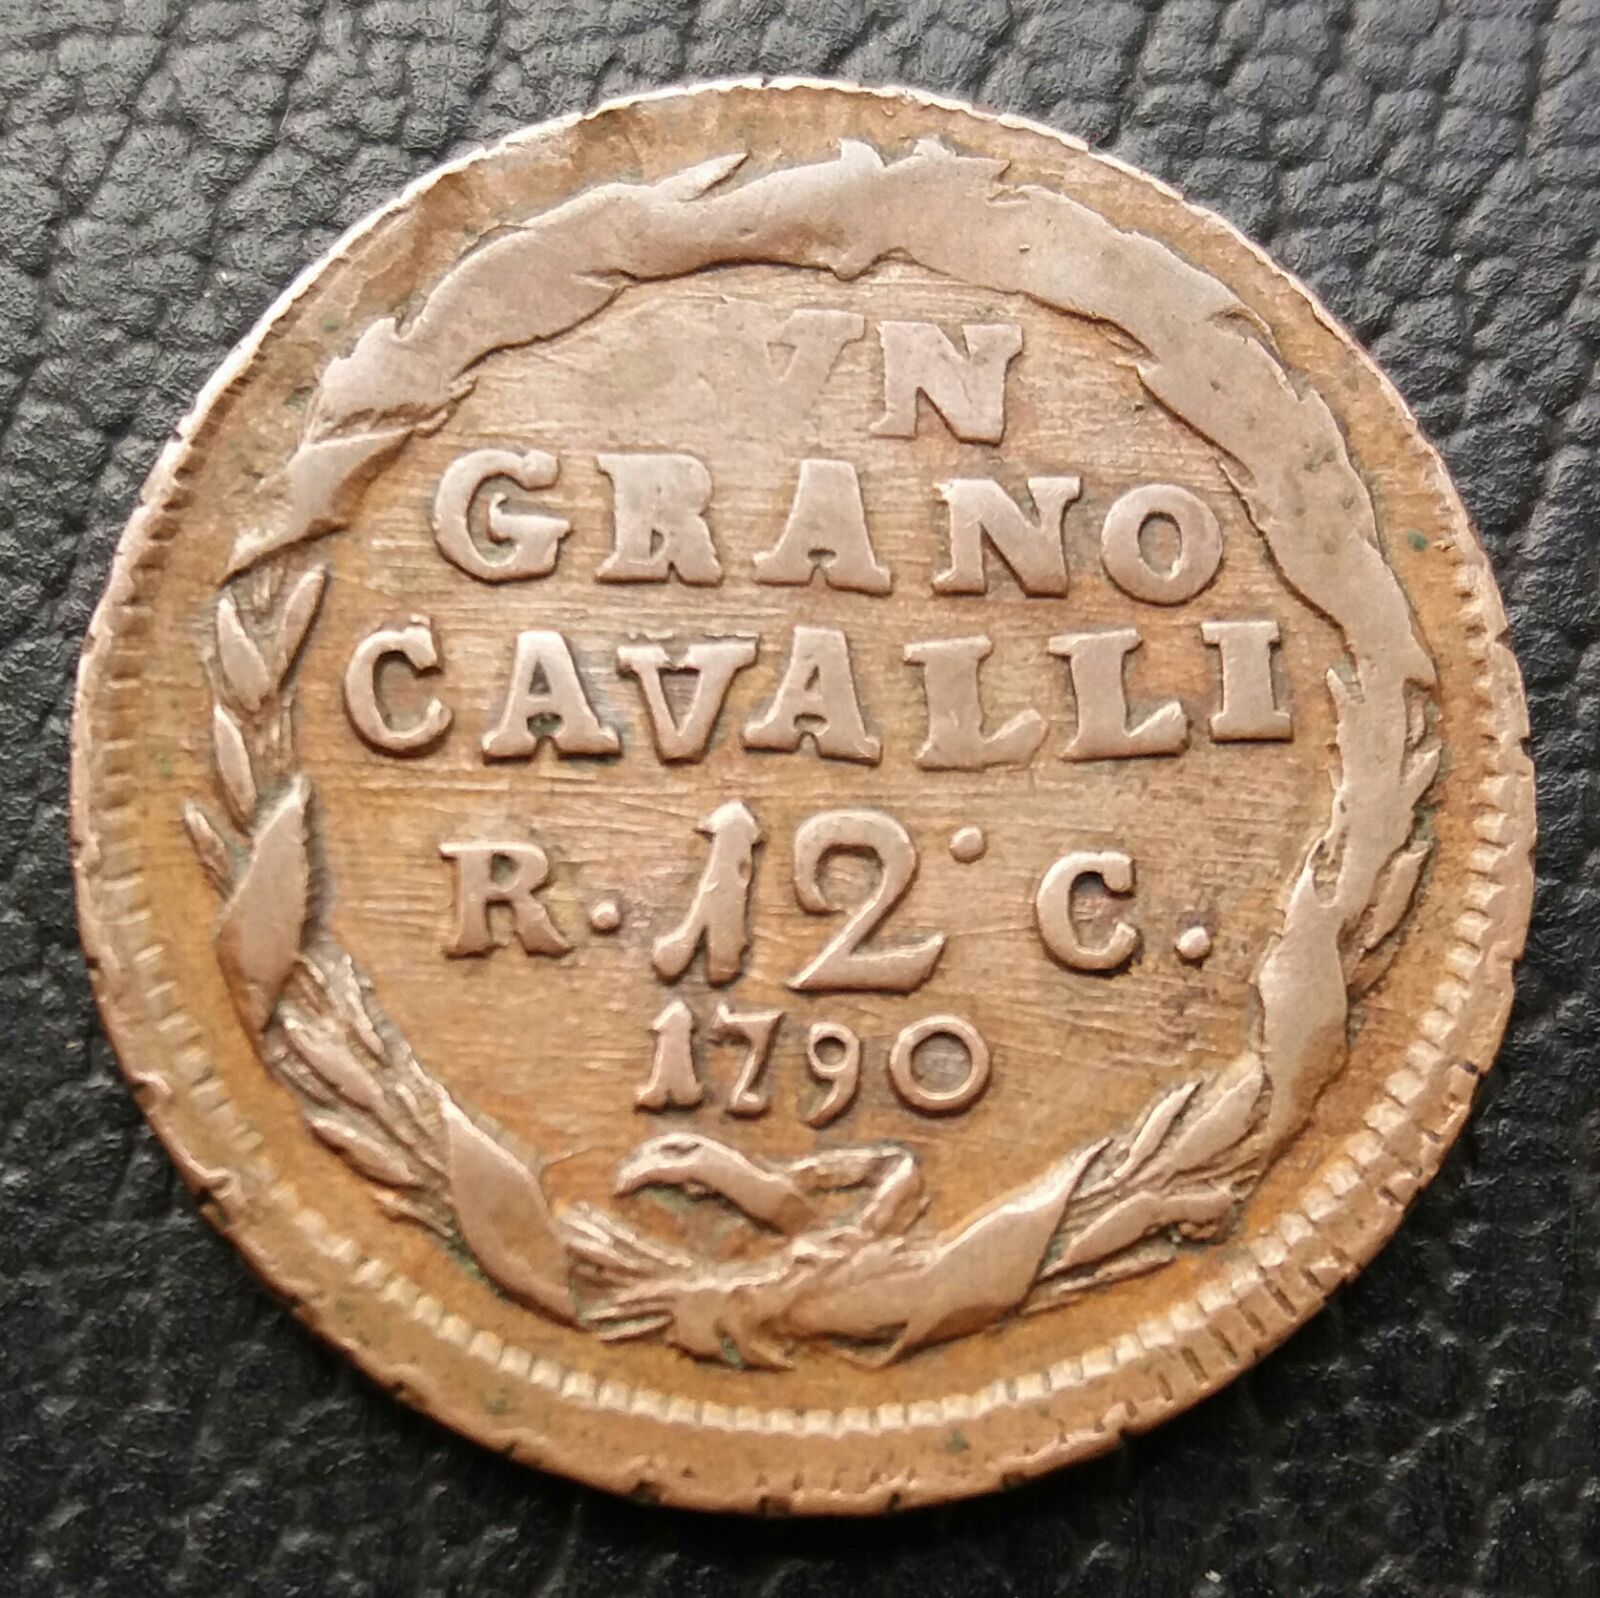 VN
GRANO
CAVALLI
R. 12· C.
1790